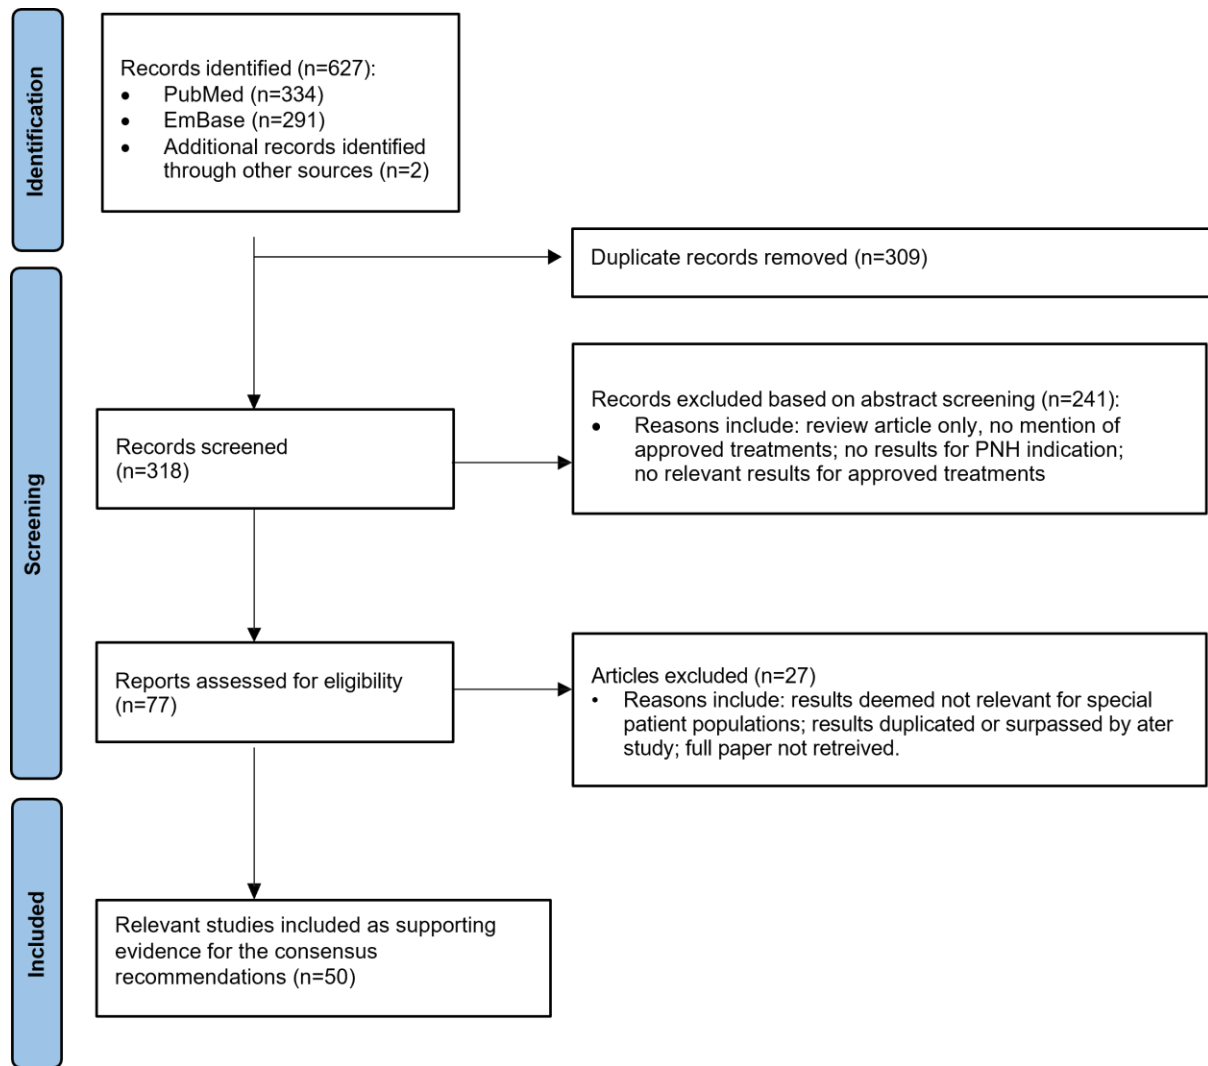 Identification
Records identified (n=627):
• PubMed (n=334)
• EmBase (n=291)
• Additional records identified
through other sources (n=2)
Duplicate records removed (n=309)
Screening
Records screened
(n=318)
Records excluded based on abstract screening (n=241):
• Reasons include: review article only, no mention of
approved treatments; no results for PNH indication;
no relevant results for approved treatments
Reports assessed for eligibility
(n=77)
Articles excluded (n=27)
• Reasons include: results deemed not relevant for special
patient populations; results duplicated or surpassed by ater
study; full paper not retreived.
Included
Relevant studies included as supporting
evidence for the consensus
recommendations (n=50)